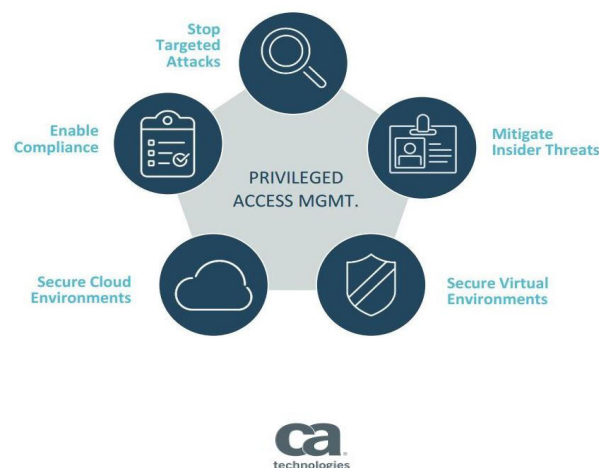 Stop
Targeted
Attacks
Enable
Compliance
Mitigate
Insider Threats
PRIVILEGED
ACCESS MGMT.
Secure Cloud
Environments
Secure Virtual
Environments
ca
technologies